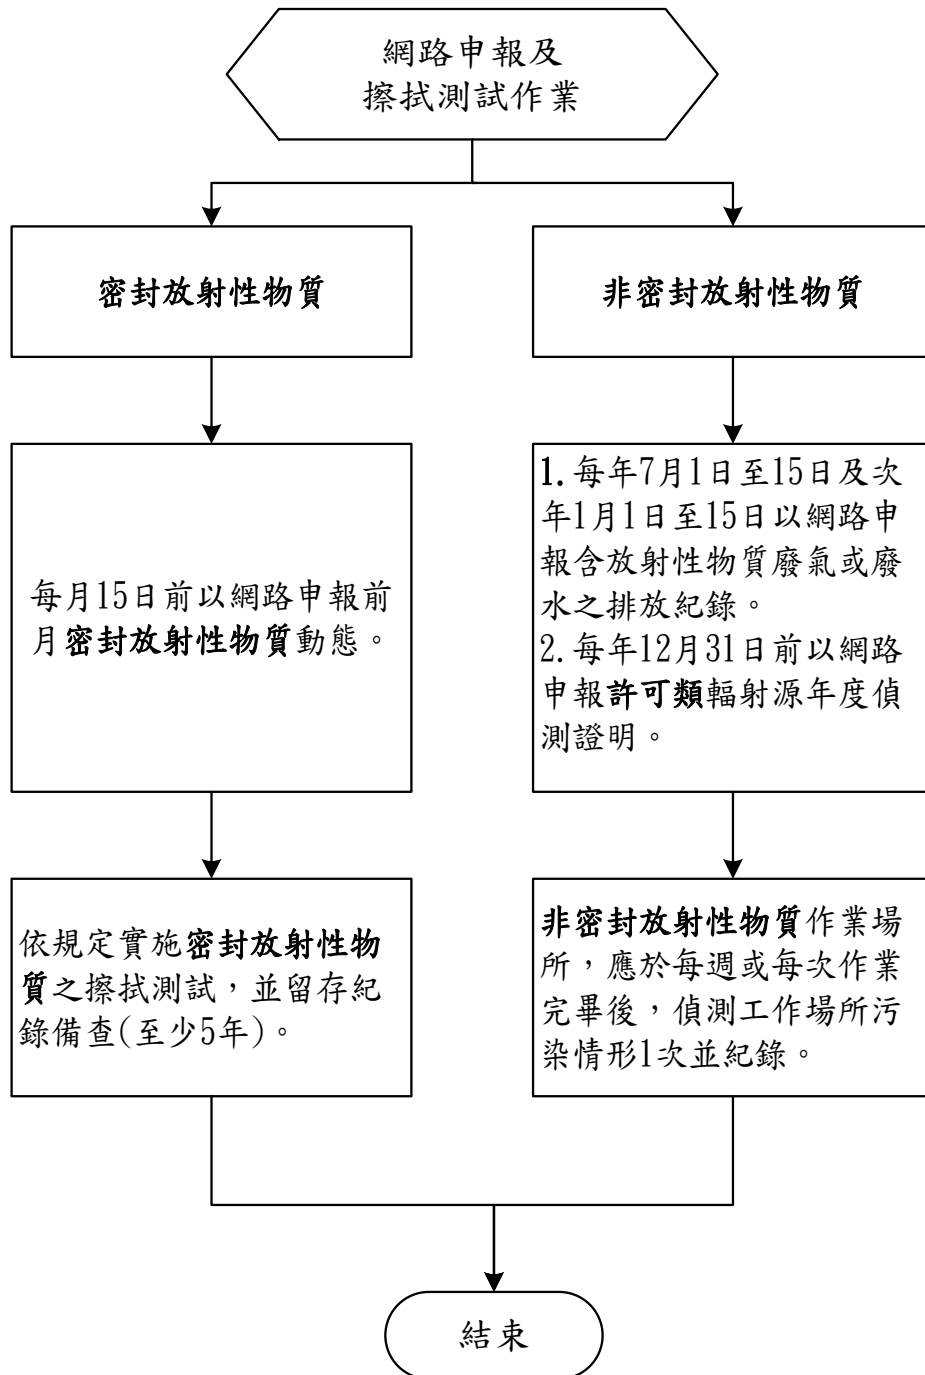 網路申報及
擦拭測試作業
密封放射性物質
非密封放射性物質
每月15日前以網路申報前
月密封放射性物質動態。
1.每年7月1日至15日及次
年1月1日至15日以網路申
報含放射性物質廢氣或廢
水之排放紀錄。
2.每年12月31日前以網路
申報許可類輻射源年度偵
測證明。
依規定實施密封放射性物
質之擦拭測試，並留存紀
錄備查(至少5年)。
非密封放射性物質作業場
所，應於每週或每次作業
完畢後，偵測工作場所污
染情形1次並紀錄。
結束